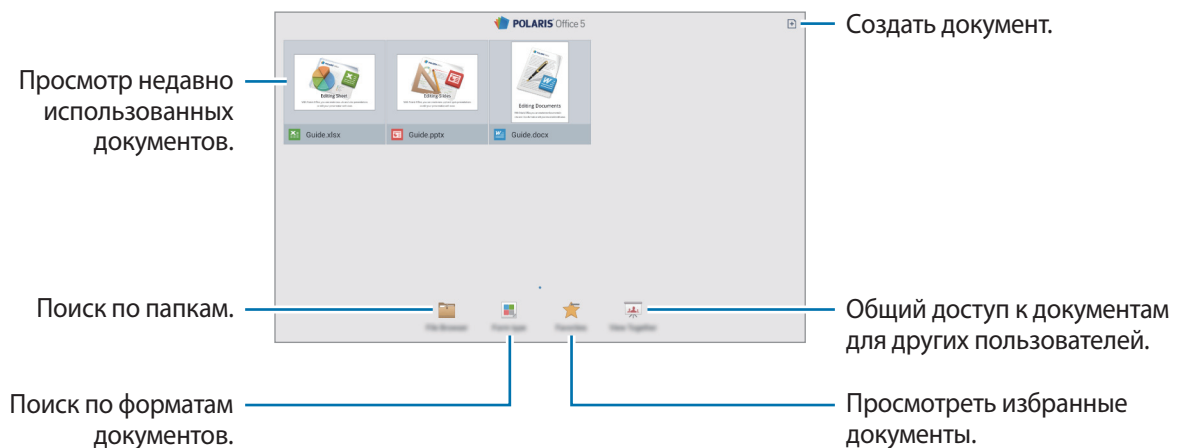 POLARIS Office 5
Создать документ.
Просмотр недавно
использованных
документов.
Editing Sheet
Editing Slides
Editing Documents
Guide.xlsx
Guide.pptx
Guide.docx
Поиск по папкам.
File Browser
Form type
Favorites
View Together
Общий доступ к документам
для других пользователей.
Поиск по форматам
документов.
Просмотреть избранные
документы.